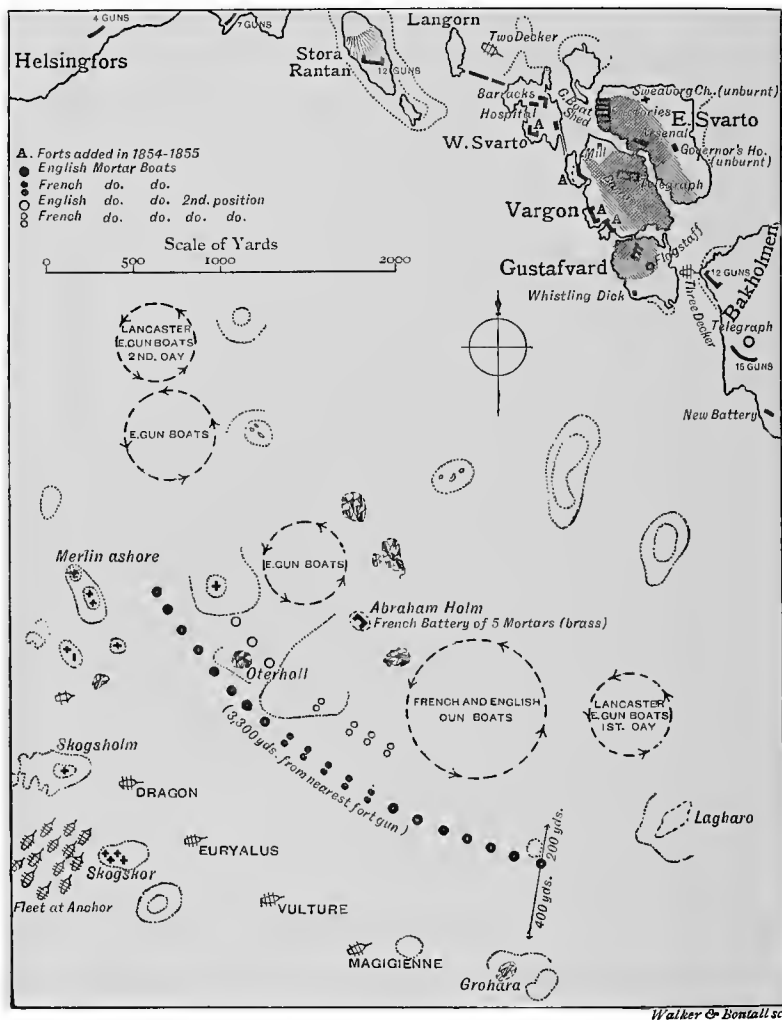 4 GUNS
7 GUNS
Helsingfors
Stora
Rantan
12 GUNS
Langorn
Two Decker
Barracks
Hospital
G. Boat
Shed
W. Svarto
A
Sweaborg Ch. (unburnt)
E. Svarto
Arsenal
Governor's Ho.
(unburnt)
Mill
Telegraph
A
Vargon
A
A
Gustafvard
Flagstaff
Whistling Dick
Three Decker
Bakholmen
12 GUNS
Telegraph
15 GUNS
New Battery
A. Forts added in 1854-1855
English Mortar Boats
French do. do.
English do. do. 2nd. position
French do. do. do. do.
Scale of Yards
0 500 1000 2000
LANCASTER
E.GUN BOATS
2ND. OAY
E.GUN BOATS
E.GUN BOATS
Merlin ashore
Abraham Holm
French Battery of 5 Mortars (brass)
Oterholl
(3,300 yds. from nearest fort gun)
FRENCH AND ENGLISH
OUN BOATS
LANCASTER
E.GUN BOATS
1ST. OAY
Skogsholm
DRAGON
EURYALUS
Skogskor
Fleet at Anchor
VULTURE
MAGIGIENNE
Lagharo
200 yds.
400 yds.
Grohara
Walker & Bontall sc